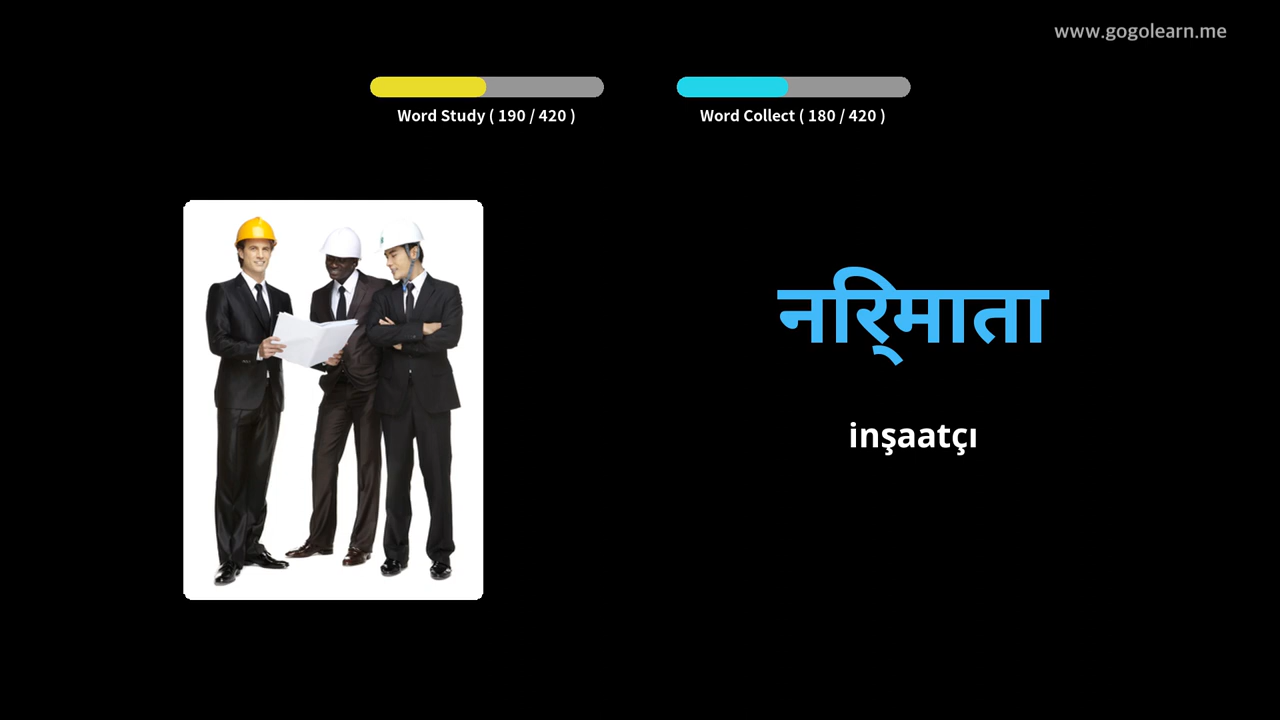 www.gogolearn.me
Word Study ( 190 / 420 )
Word Collect ( 180 / 420 )
नरि्माता
inşaatçı